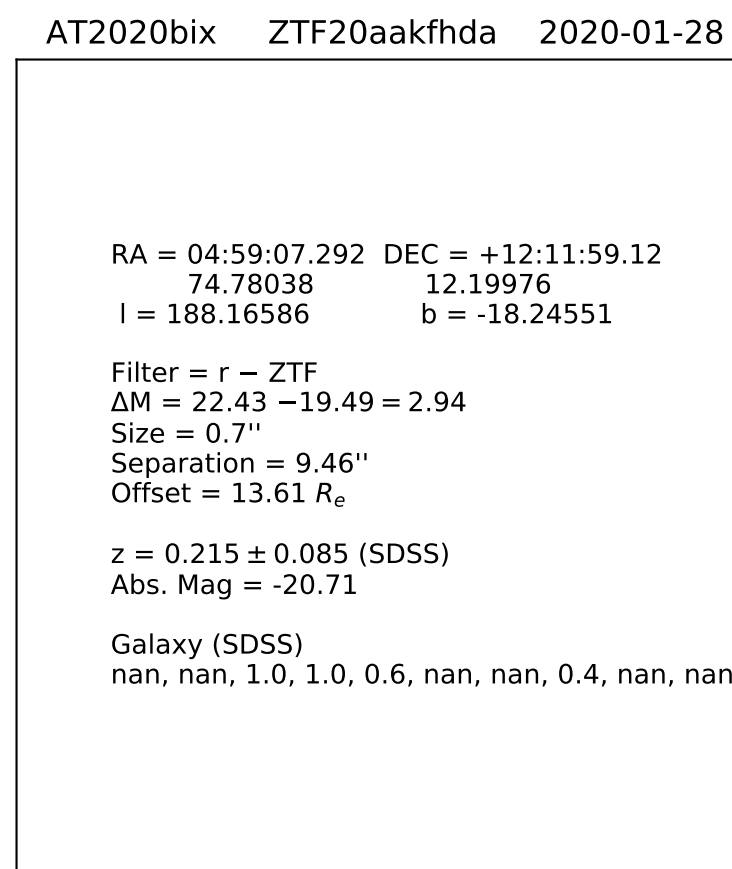 AT2020bix ZTF20aakfhda 2020-01-28
RA = 04:59:07.292 DEC = +12:11:59.12
74.78038 12.19976
l = 188.16586 b = -18.24551
Filter = r − ZTF
ΔM = 22.43 −19.49 = 2.94
Size = 0.7''
Separation = 9.46''
Offset = 13.61 Rₑ
z = 0.215 ± 0.085 (SDSS)
Abs. Mag = -20.71
Galaxy (SDSS)
nan, nan, 1.0, 1.0, 0.6, nan, nan, 0.4, nan, nan